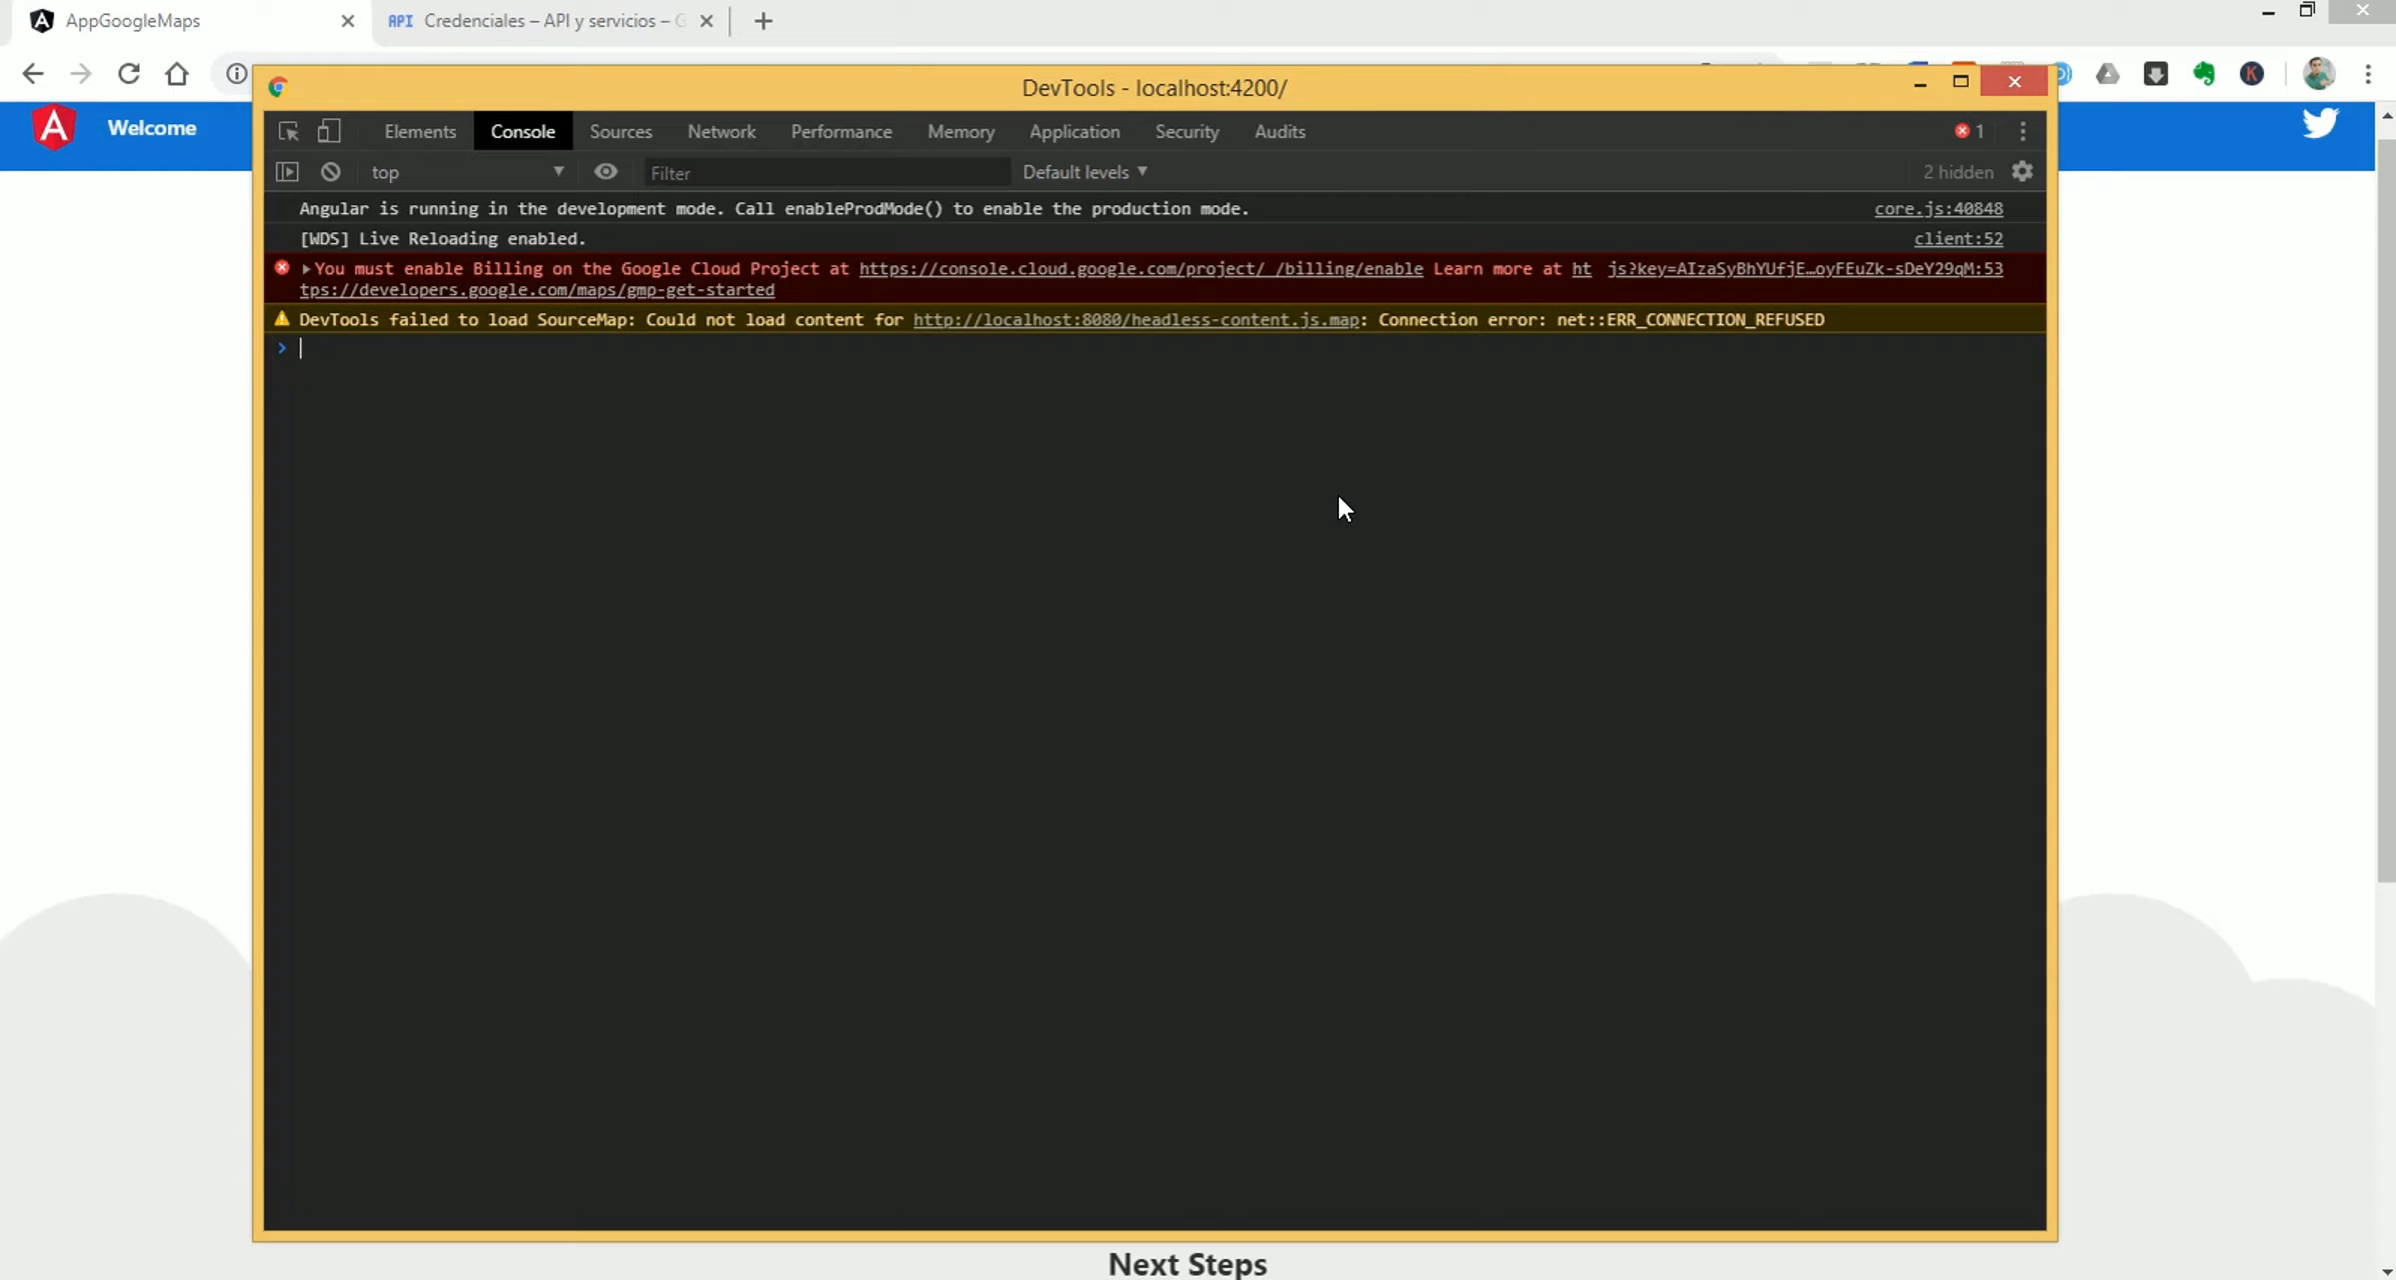 AppGoogleMaps
API Credenciales – API y servicios – G
DevTools - localhost:4200/
Welcome
Elements Console Sources Network Performance Memory Application Security Audits 1
top Filter Default levels 2 hidden
Angular is running in the development mode. Call enableProdMode() to enable the production mode. core.js:40848
[WDS] Live Reloading enabled. client:52
You must enable Billing on the Google Cloud Project at https://console.cloud.google.com/project/_/billing/enable Learn more at ht js?key=AIzaSyBhYUfjE…oyFEuZk-sDeY29qM:53
tps://developers.google.com/maps/gmp-get-started
DevTools failed to load SourceMap: Could not load content for http://localhost:8080/headless-content.js.map: Connection error: net::ERR_CONNECTION_REFUSED
>
K
Next Steps